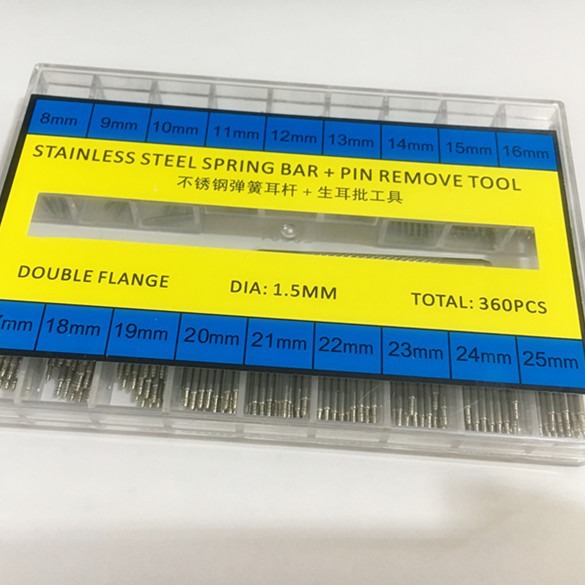 8mm 9mm 10mm 11mm 12mm 13mm 14mm 15mm 16mm
STAINLESS STEEL SPRING BAR + PIN REMOVE TOOL
不锈钢弹簧耳杆 + 生耳批工具
DOUBLE FLANGE DIA: 1.5MM TOTAL: 360PCS
mm 18mm 19mm 20mm 21mm 22mm 23mm 24mm 25mm